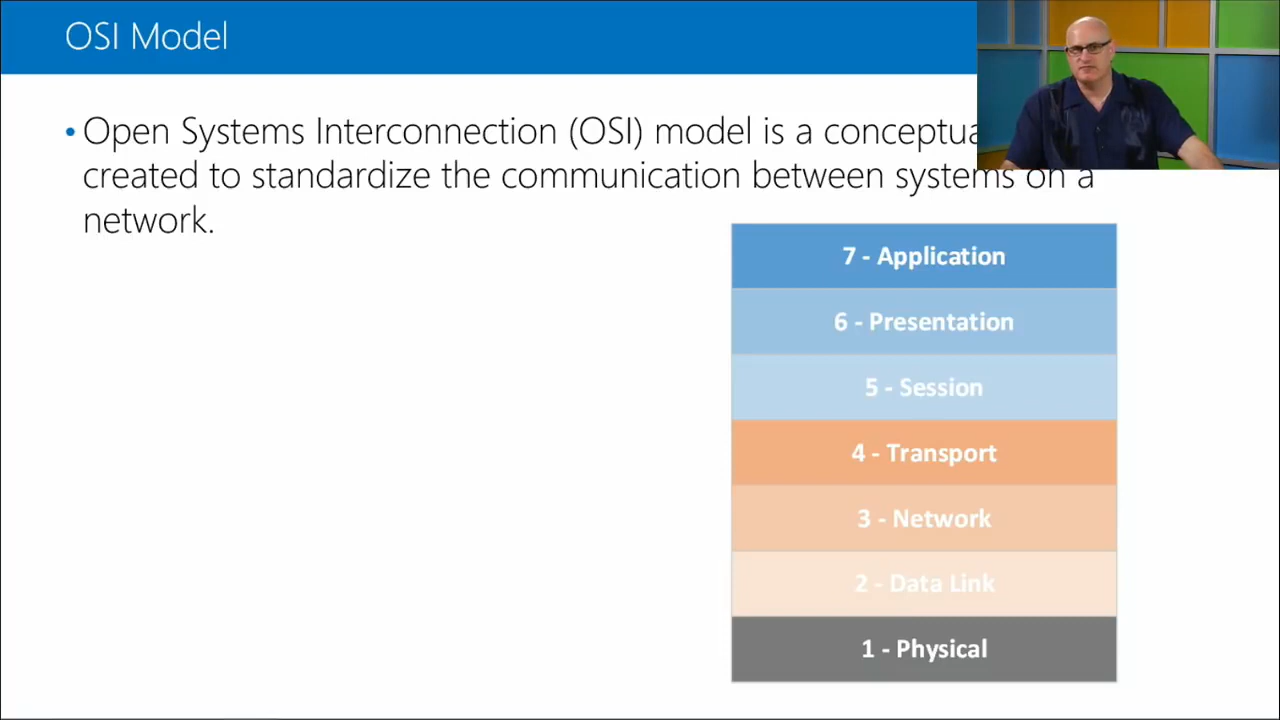 OSI Model
• Open Systems Interconnection (OSI) model is a
created to standardize the communication between systems on a
network.
7 - Application
6 - Presentation
5 - Session
4 - Transport
3 - Network
2 - Data Link
1 - Physical